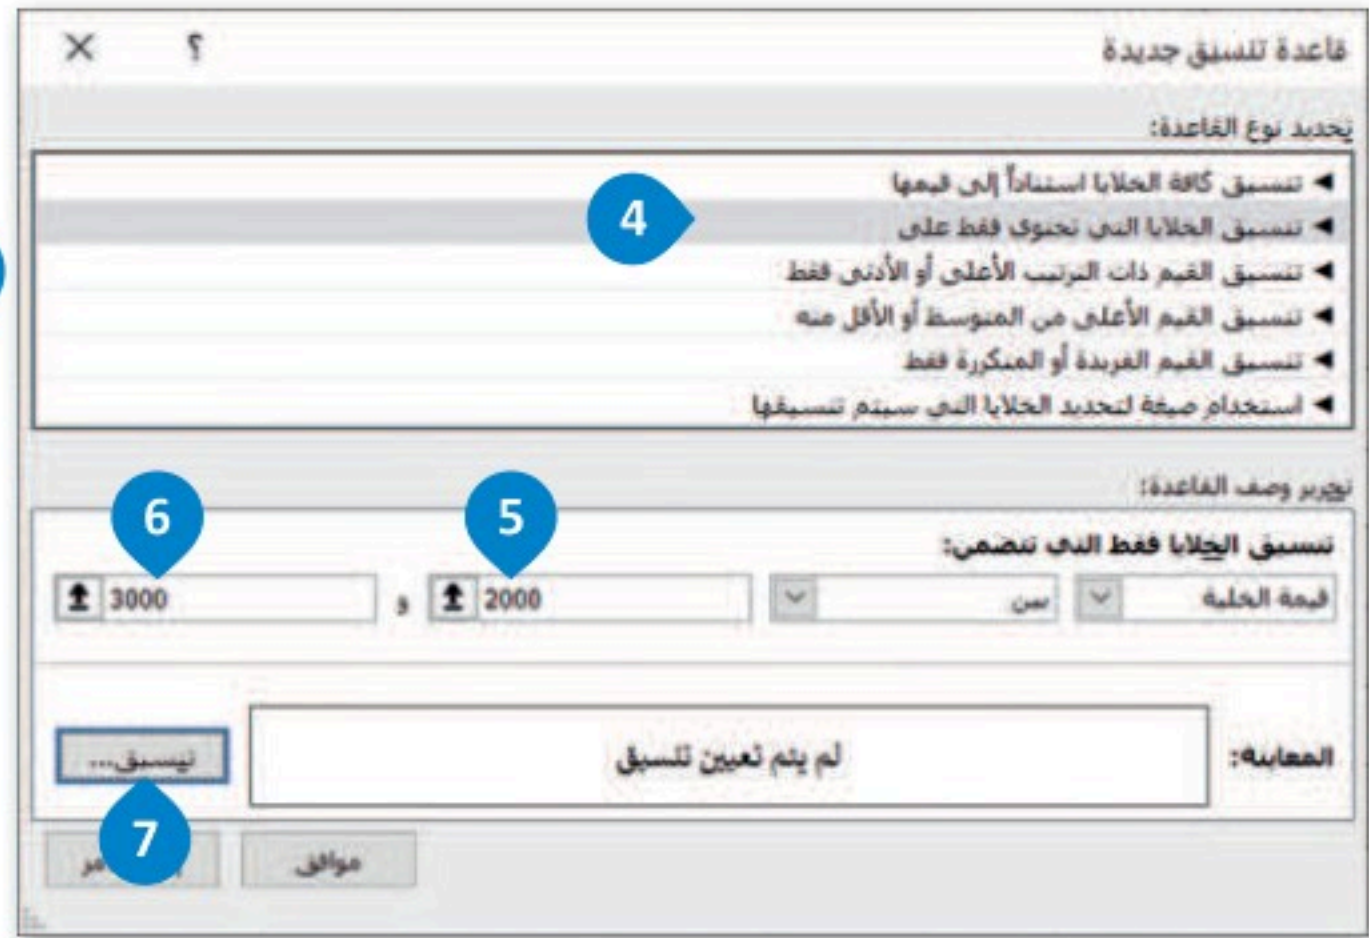 قاعدة تنسيق جديدة ؟ ×
تحديد نوع القاعدة:
◄ تنسيق كافة الخلايا استناداً إلى قيمها
◄ تنسيق الخلايا التي تحتوي فقط على
4
◄ تنسيق القيم ذات الترتيب الأعلى أو الأدنى فقط
◄ تنسيق القيم الأعلى من المتوسط أو الأقل منه
◄ تنسيق القيم الفريدة أو المتكررة فقط
◄ استخدام صيغة لتحديد الخلايا التي سيتم تنسيقها
تحرير وصف القاعدة:
5 6
تنسيق الخلايا فقط التي تتضمن:
قيمة الخلية بين 2000 و 3000
المعاينة: لم يتم تعيين تنسيق تنسيق...
7
موافق